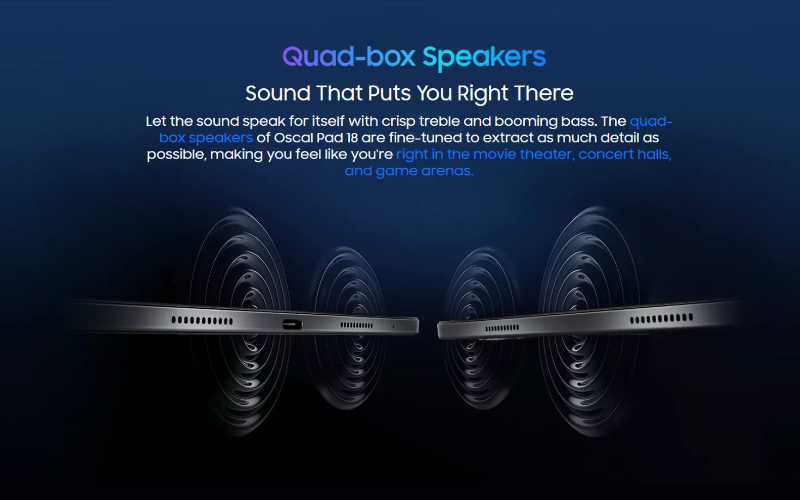 Quad-box Speakers
Sound That Puts You Right There
Let the sound speak for itself with crisp treble and booming bass. The quad-
box speakers of Oscal Pad 18 are fine-tuned to extract as much detail as
possible, making you feel like you're right in the movie theater, concert halls,
and game arenas.